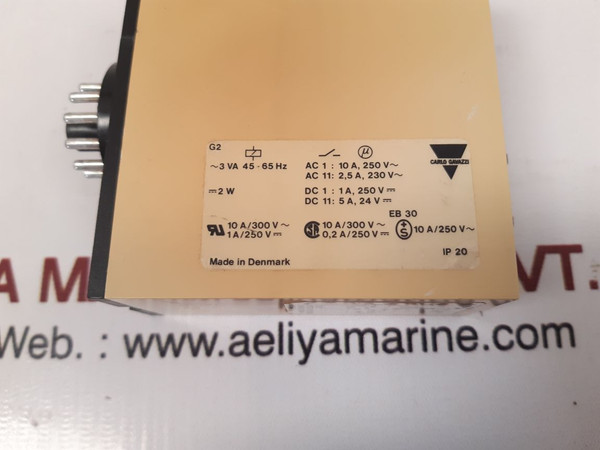 G2
~3 VA 45-65 Hz
⎓ 2 W
μ
AC 1 : 10 A, 250 V~
AC 11: 2,5 A, 230 V~
DC 1 : 1 A, 250 V ⎓
DC 11: 5 A, 24 V ⎓
CARLO GAVAZZI
EB 30
10 A/300 V ~
1 A/250 V ⎓
10 A/300 V ~
0,2 A/250 V ⎓
+S
10 A/250 V ~
Made in Denmark
IP 20
A M
VT.
Web. : www.aeliyamarine.com